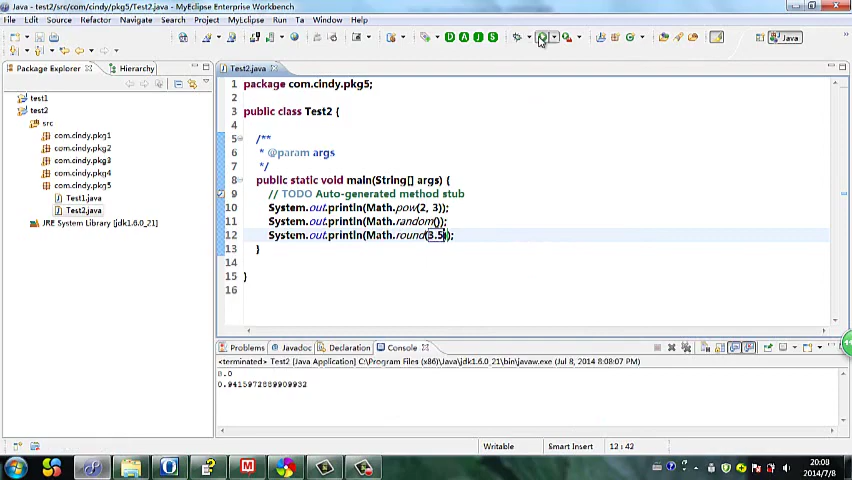 Java - test2/src/com/cindy/pkg5/Test2.java - MyEclipse Enterprise Workbench
File Edit Source Refactor Navigate Search Project MyEclipse Run Tomcat Window Help
Java
Package Explorer Hierarchy
test1
test2
src
com.cindy.pkg1
com.cindy.pkg2
com.cindy.pkg3
com.cindy.pkg4
com.cindy.pkg5
Test1.java
Test2.java
JRE System Library [jdk1.6.0_21]
Test2.java
1 package com.cindy.pkg5;
2
3 public class Test2 {
4
5 /**
6 * @param args
7 */
8 public static void main(String[] args) {
9 // TODO Auto-generated method stub
10 System.out.println(Math.pow(2, 3));
11 System.out.println(Math.random());
12 System.out.println(Math.round(3.5));
13 }
14
15 }
16
Problems Javadoc Declaration Console
<terminated> Test2 [Java Application] C:\Program Files (x86)\Java\jdk1.6.0_21\bin\javaw.exe (Jul 8, 2014 8:08:07 PM)
8.0
0.9415972889909932
Writable Smart Insert 12 : 42
20:08
2014/7/8